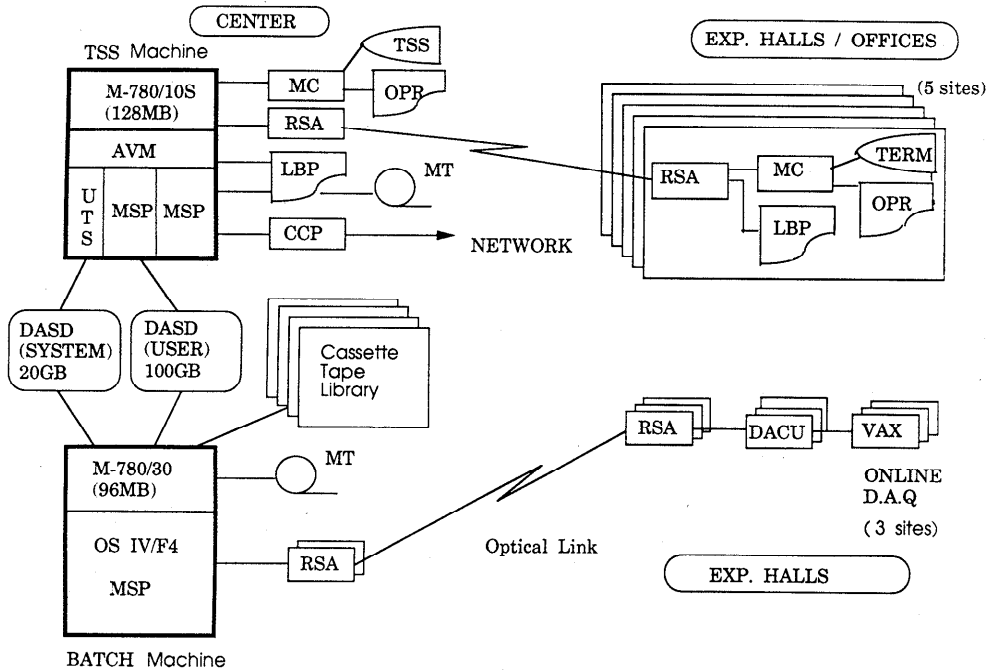 CENTER
TSS Machine
M-780/10S
(128MB)
AVM
U
T
S
MSP
MSP
MC
TSS
OPR
RSA
LBP
MT
CCP
NETWORK
EXP. HALLS / OFFICES
(5 sites)
RSA
MC
TERM
OPR
LBP
DASD
(SYSTEM)
20GB
DASD
(USER)
100GB
Cassette
Tape
Library
M-780/30
(96MB)
OS IV/F4
MSP
MT
RSA
BATCH Machine
Optical Link
RSA
DACU
VAX
ONLINE
D.A.Q
(3 sites)
EXP. HALLS